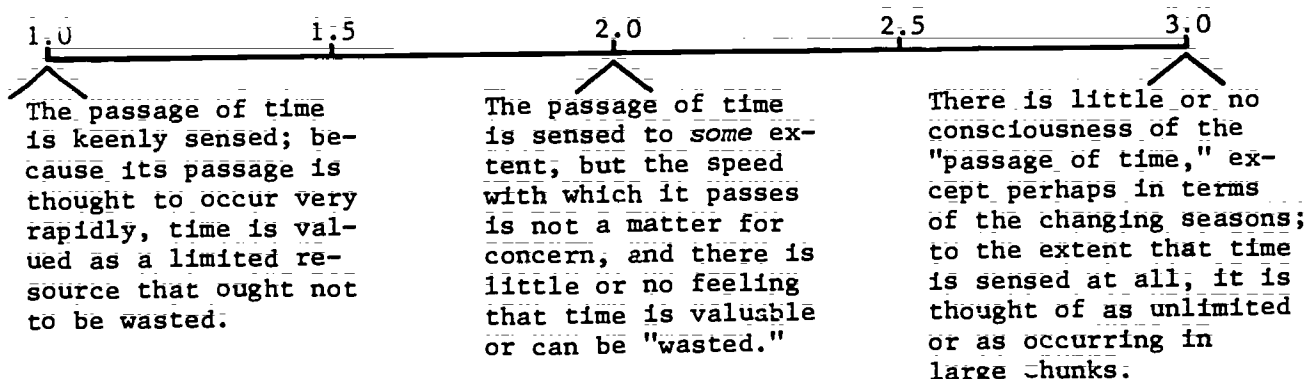 1.0 1.5 2.0 2.5 3.0
The passage of time
is keenly sensed; be-
cause its passage is
thought to occur very
rapidly, time is val-
ued as a limited re-
source that ought not
to be wasted.
The passage of time
is sensed to some ex-
tent, but the speed
with which it passes
is not a matter for
concern, and there is
little or no feeling
that time is valuable
or can be "wasted."
There is little or no
consciousness of the
"passage of time," ex-
cept perhaps in terms
of the changing seasons;
to the extent that time
is sensed at all, it is
thought of as unlimited
or as occurring in
large chunks.